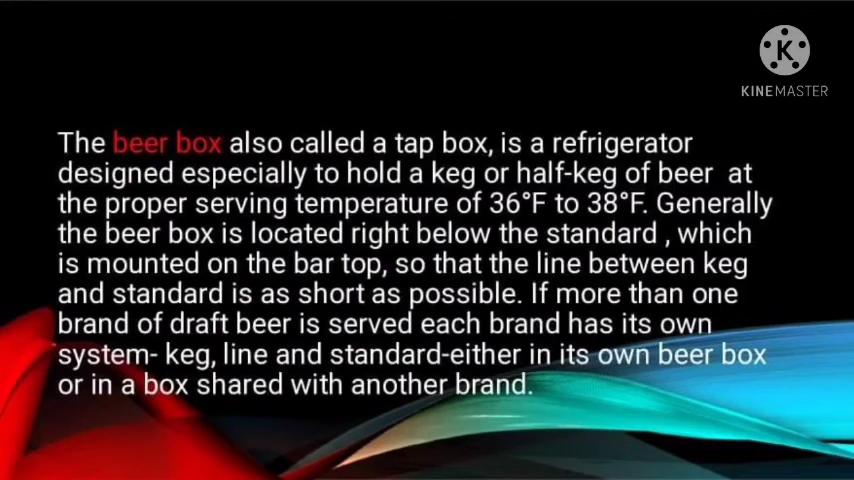 K
KINEMASTER
The beer box also called a tap box, is a refrigerator
designed especially to hold a keg or half-keg of beer  at
the proper serving temperature of 36°F to 38°F. Generally
the beer box is located right below the standard , which
is mounted on the bar top, so that the line between keg
and standard is as short as possible. If more than one
brand of draft beer is served each brand has its own
system- keg, line and standard-either in its own beer box
or in a box shared with another brand.